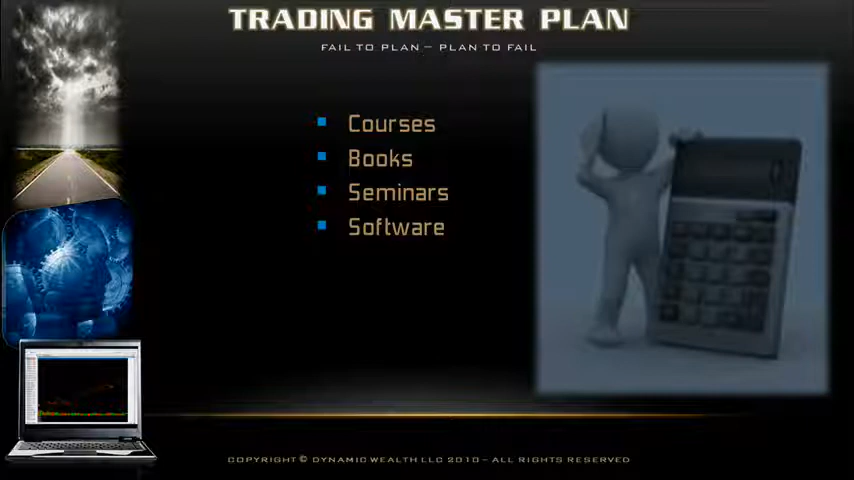 TRADING MASTER PLAN
FAIL TO PLAN – PLAN TO FAIL
Courses
Books
Seminars
Software
COPYRIGHT © DYNAMIC WEALTH LLC 2010 – ALL RIGHTS RESERVED